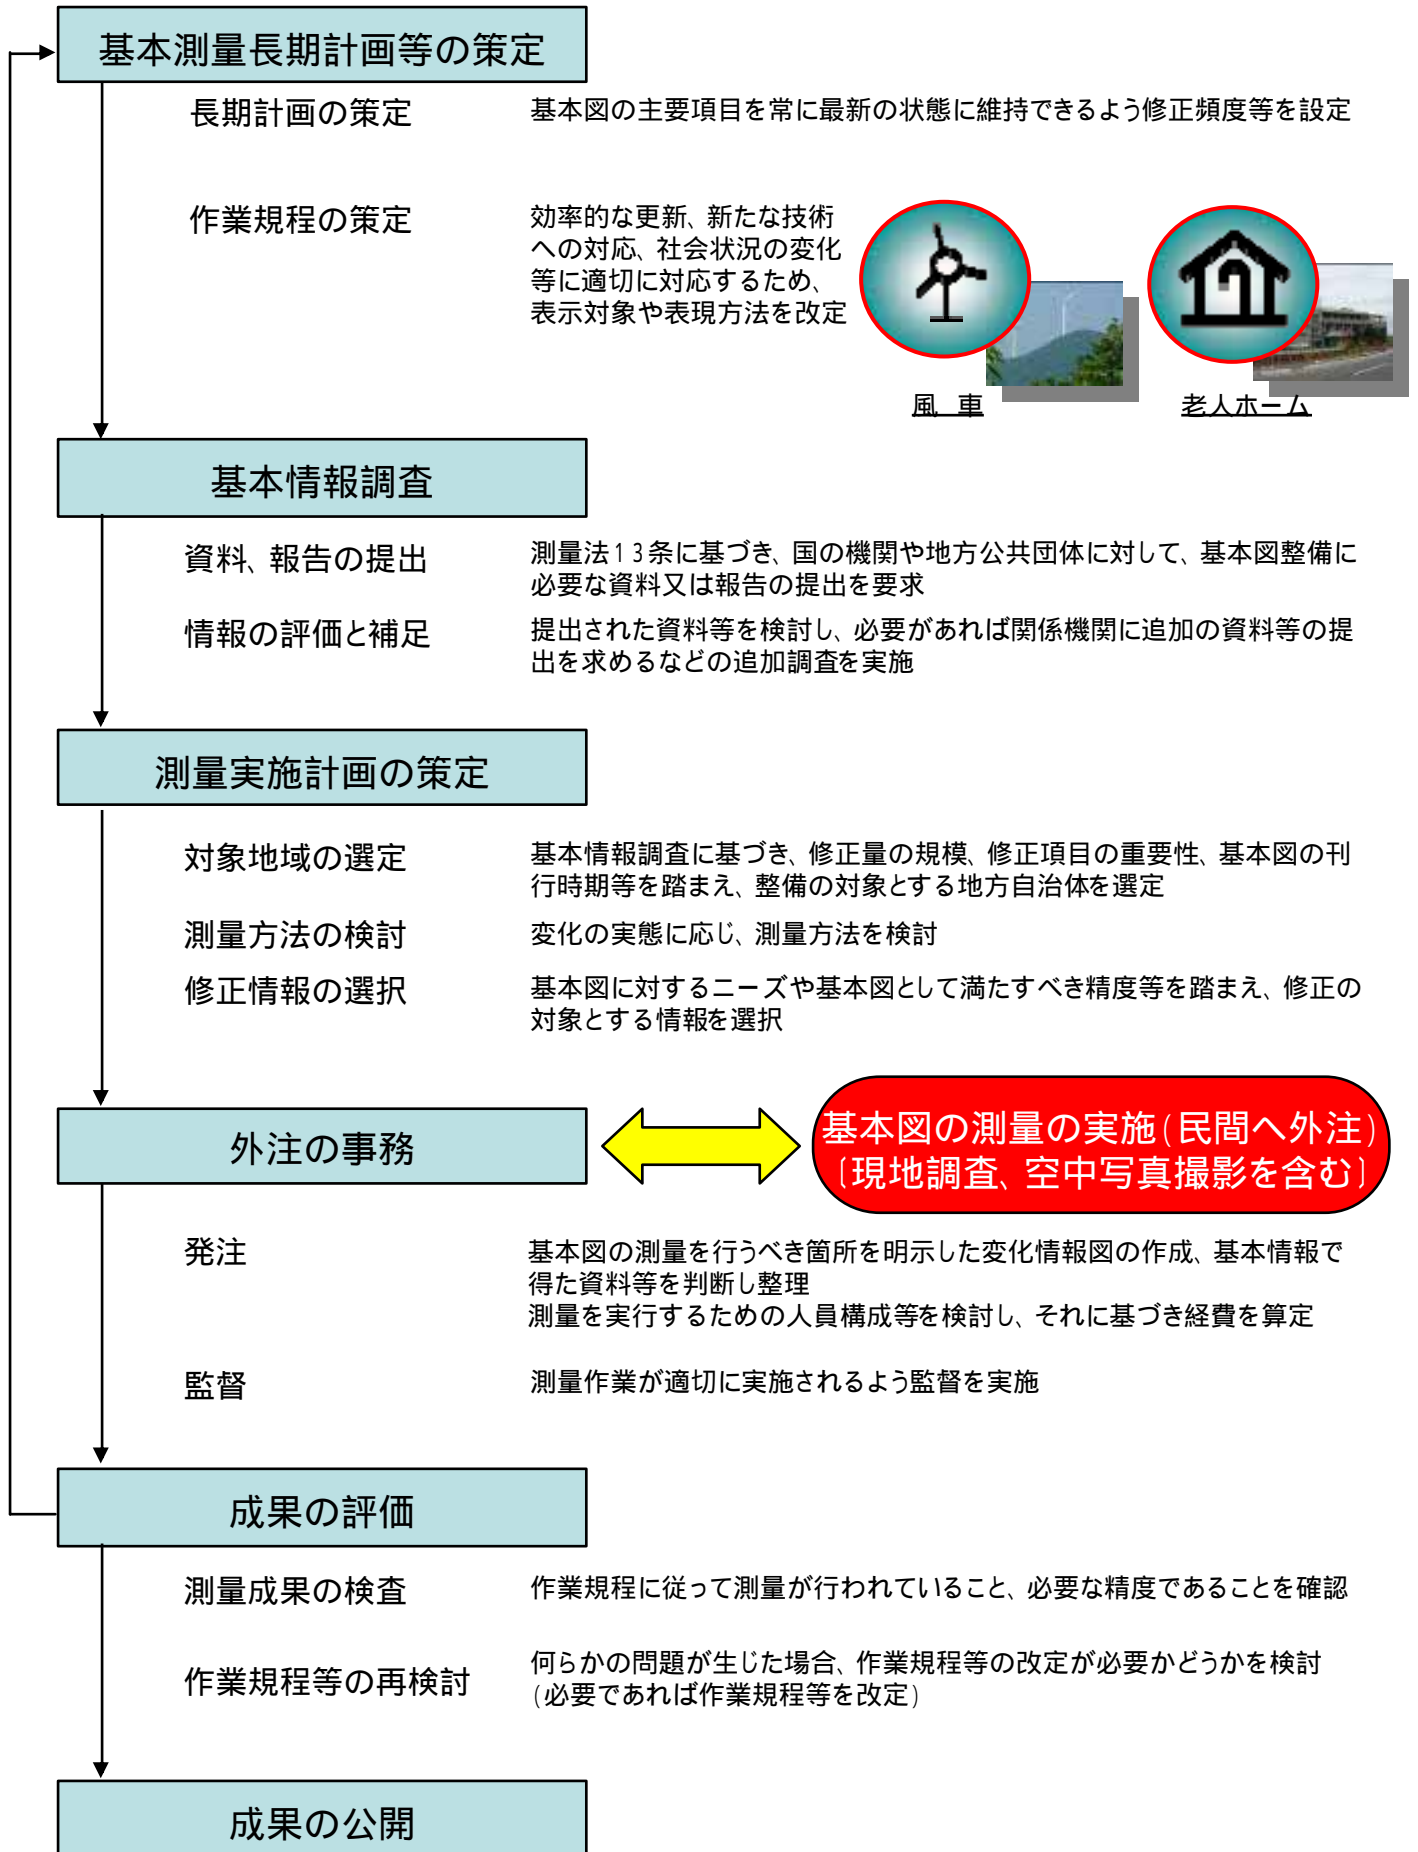 基本測量長期計画等の策定
長期計画の策定
基本図の主要項目を常に最新の状態に維持できるよう修正頻度等を設定
作業規程の策定
効率的な更新、新たな技術
への対応、社会状況の変化
等に適切に対応するため、
表示対象や表現方法を改定
風　車
老人ホーム
基本情報調査
資料、報告の提出
測量法13条に基づき、国の機関や地方公共団体に対して、基本図整備に
必要な資料又は報告の提出を要求
情報の評価と補足
提出された資料等を検討し、必要があれば関係機関に追加の資料等の提
出を求めるなどの追加調査を実施
測量実施計画の策定
対象地域の選定
基本情報調査に基づき、修正量の規模、修正項目の重要性、基本図の刊
行時期等を踏まえ、整備の対象とする地方自治体を選定
測量方法の検討
変化の実態に応じ、測量方法を検討
修正情報の選択
基本図に対するニーズや基本図として満たすべき精度等を踏まえ、修正の
対象とする情報を選択
外注の事務
基本図の測量の実施(民間へ外注)
〔現地調査、空中写真撮影を含む〕
発注
基本図の測量を行うべき箇所を明示した変化情報図の作成、基本情報で
得た資料等を判断し整理
測量を実行するための人員構成等を検討し、それに基づき経費を算定
監督
測量作業が適切に実施されるよう監督を実施
成果の評価
測量成果の検査
作業規程に従って測量が行われていること、必要な精度であることを確認
作業規程等の再検討
何らかの問題が生じた場合、作業規程等の改定が必要かどうかを検討
(必要であれば作業規程等を改定)
成果の公開